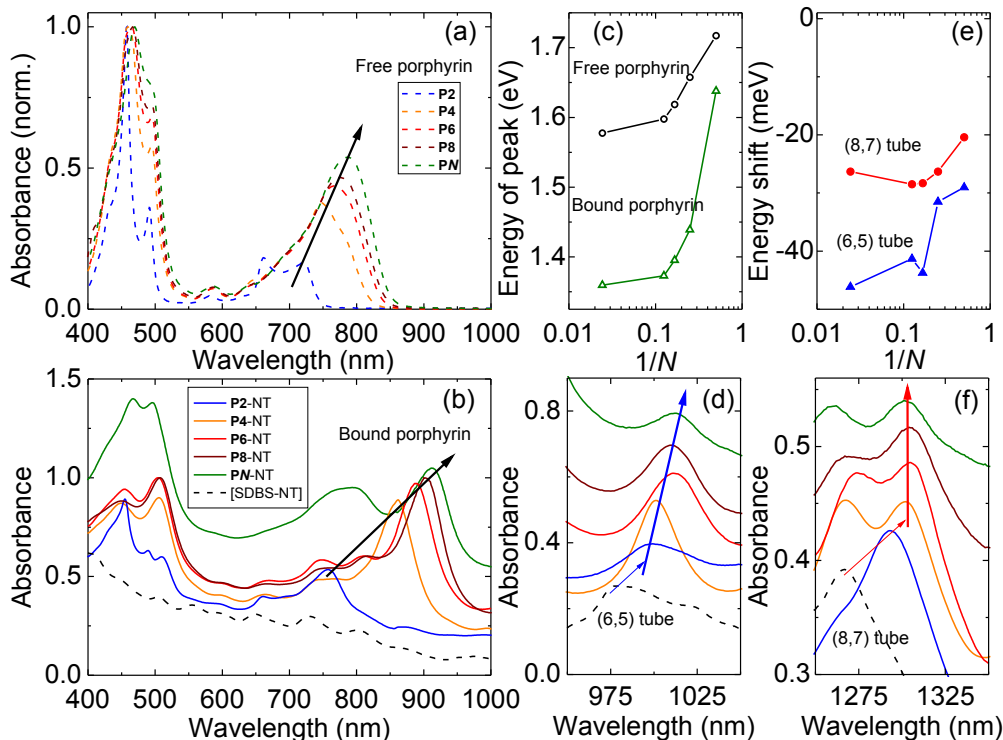 (a)
Free porphyrin
P2
P4
P6
P8
PN
Absorbance (norm.)
1.0
0.5
0.0
400 500 600 700 800 900 1000
Wavelength (nm)
(b)
P2-NT
P4-NT
P6-NT
P8-NT
PN-NT
[SDBS-NT]
Bound porphyrin
Absorbance
1.5
1.0
0.5
0.0
400 500 600 700 800 900 1000
Wavelength (nm)
(c)
Free porphyrin
Bound porphyrin
Energy of peak (eV)
1.7
1.6
1.5
1.4
0.01 0.1 1
1/N
(d)
(6,5) tube
Absorbance
0.8
0.4
0.0
975 1025
Wavelength (nm)
(e)
(8,7) tube
(6,5) tube
Energy shift (meV)
0
-20
-40
0.01 0.1 1
1/N
(f)
(8,7) tube
Absorbance
0.5
0.4
0.3
1275 1325
Wavelength (nm)